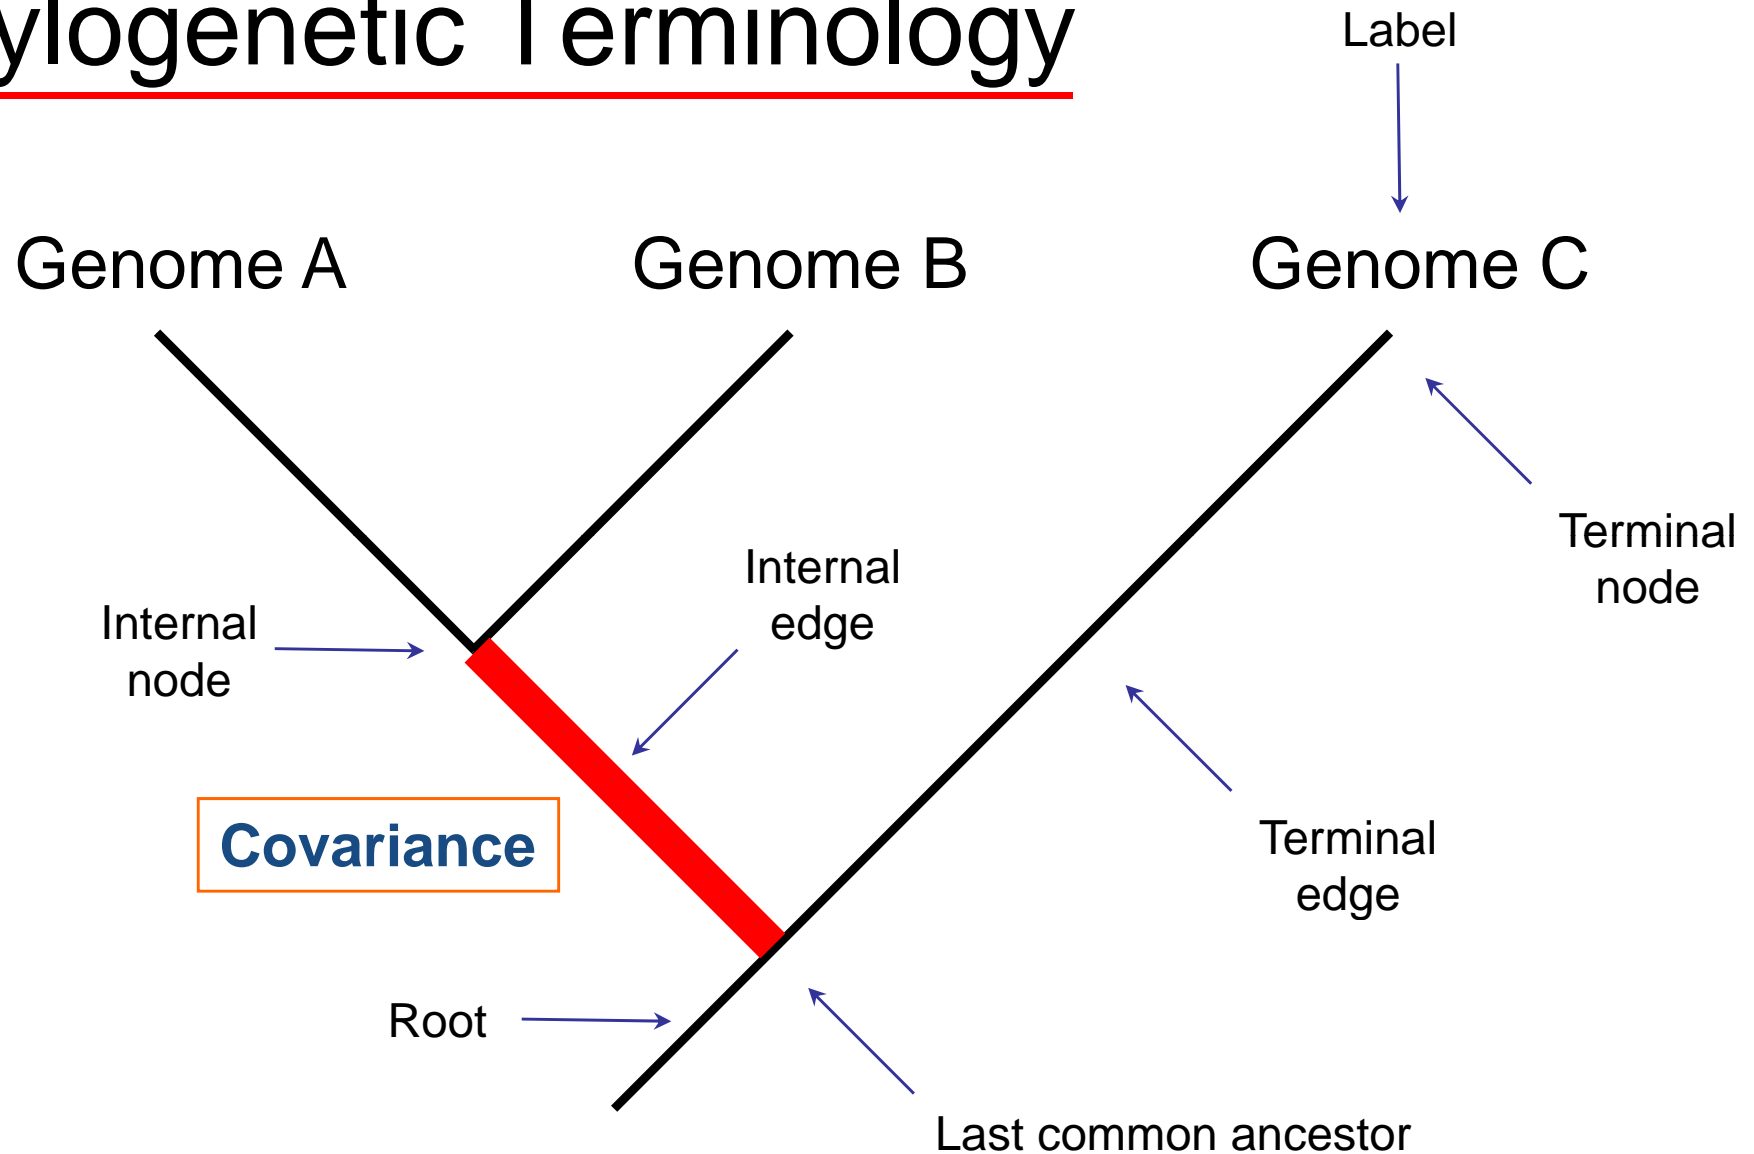 ylogenetic Terminology
Label
Genome A
Genome B
Genome C
Internal
edge
Terminal
node
Internal
node
Covariance
Terminal
edge
Root
Last common ancestor